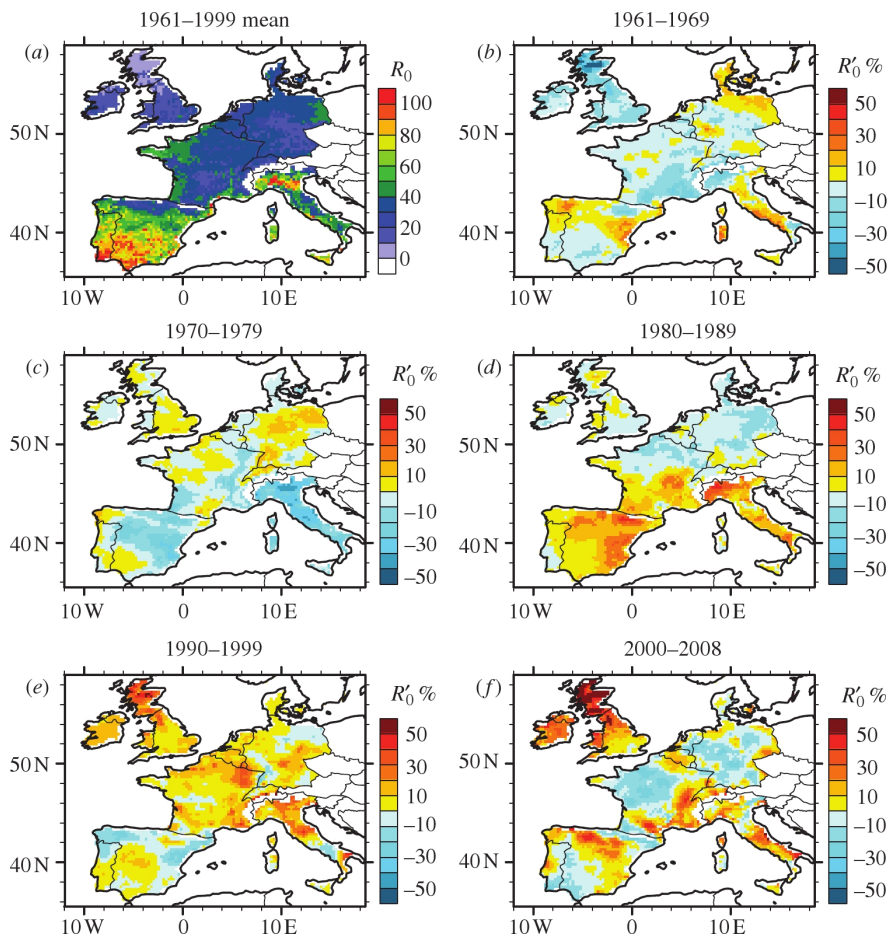 1961–1999 mean
(a)
R0
100
80
60
40
20
0
50 N
40 N
10 W 0 10 E
1961–1969
(b)
R′0 %
50
30
10
–10
–30
–50
50 N
40 N
10 W 0 10 E
1970–1979
(c)
R′0 %
50
30
10
–10
–30
–50
50 N
40 N
10 W 0 10 E
1980–1989
(d)
R′0 %
50
30
10
–10
–30
–50
50 N
40 N
10 W 0 10 E
1990–1999
(e)
R′0 %
50
30
10
–10
–30
–50
50 N
40 N
10 W 0 10 E
2000–2008
(f)
R′0 %
50
30
10
–10
–30
–50
50 N
40 N
10 W 0 10 E